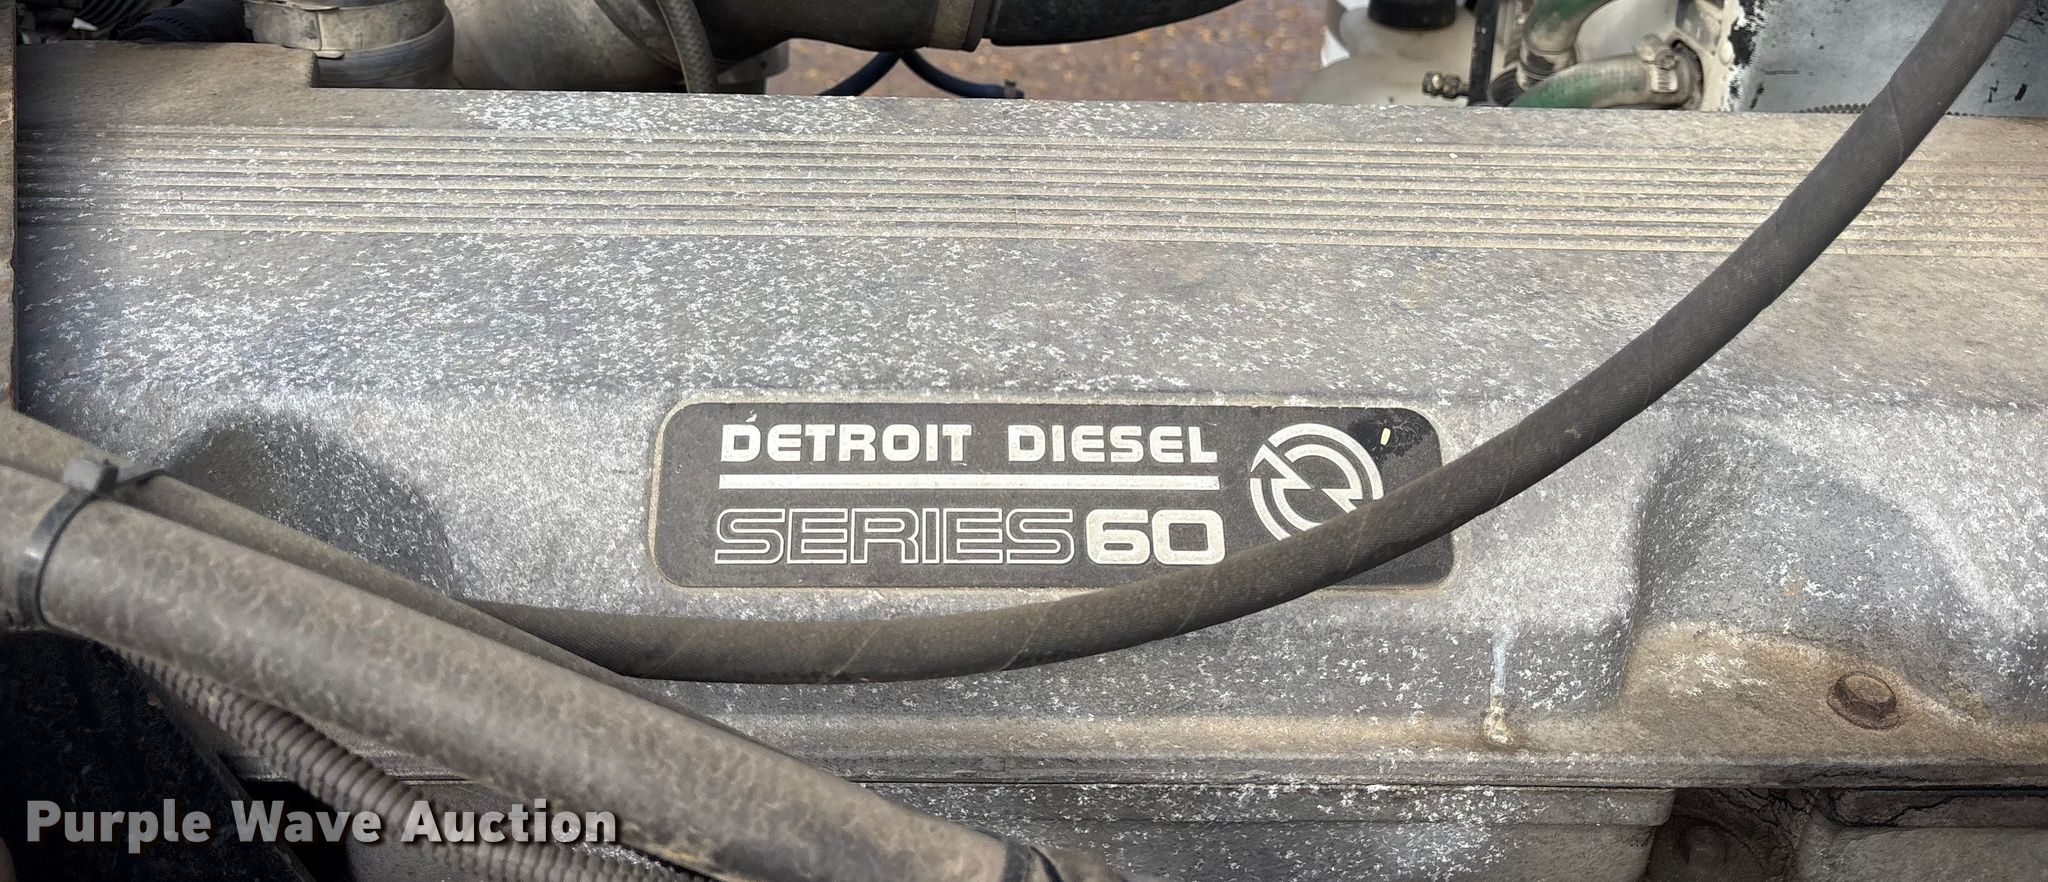 DETROIT DIESEL
SERIES 60
Purple Wave Auction